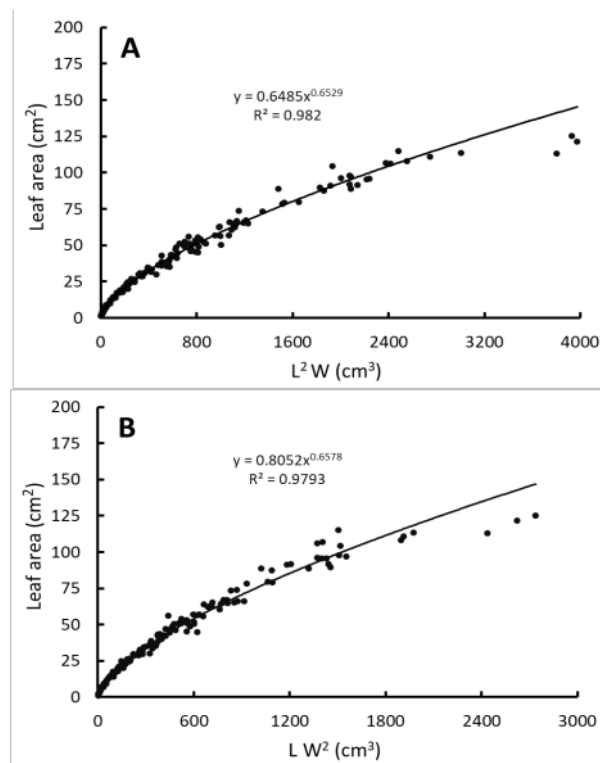 A
200
175
150
125
100
75
50
25
0
Leaf area (cm²)
y = 0.6485x^0.6529
R² = 0.982
0 800 1600 2400 3200 4000
L² W (cm³)
B
200
175
150
125
100
75
50
25
0
Leaf area (cm²)
y = 0.8052x^0.6578
R² = 0.9793
0 600 1200 1800 2400 3000
L W² (cm³)